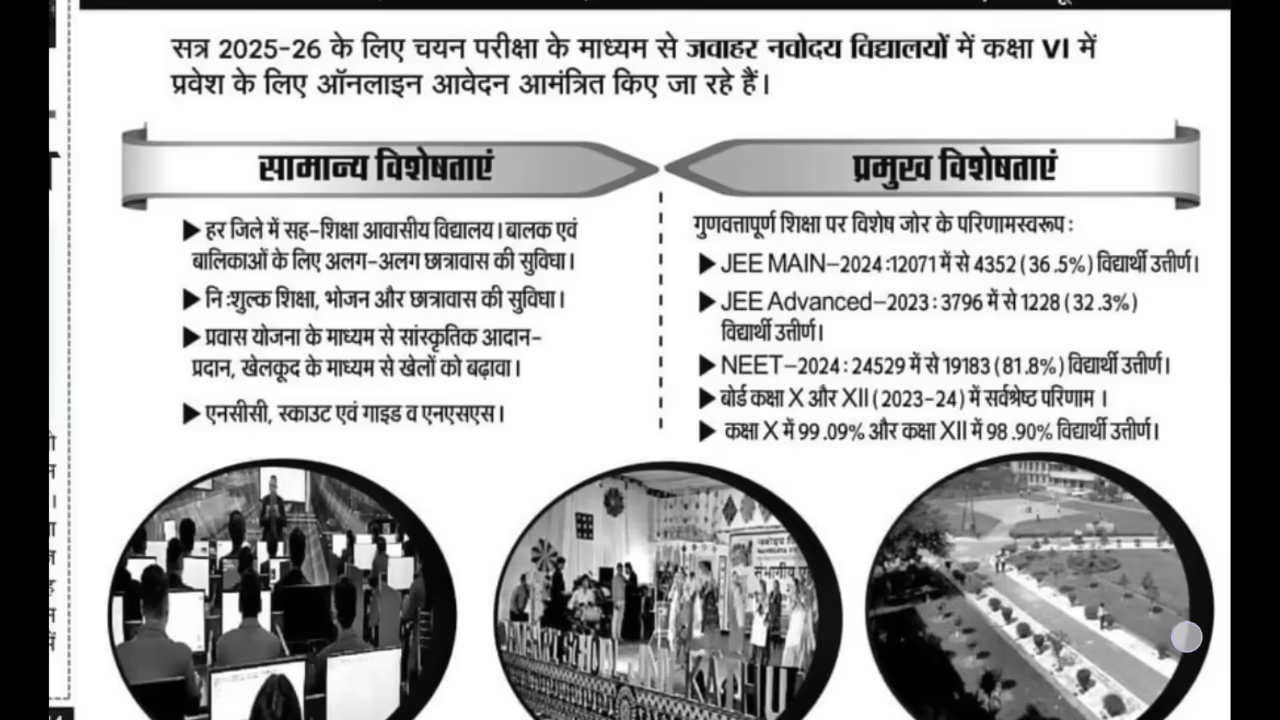 सत्र 2025-26 के लिए चयन परीक्षा के माध्यम से जवाहर नवोदय विद्यालयों में कक्षा VI में
प्रवेश के लिए ऑनलाइन आवेदन आमंत्रित किए जा रहे हैं।
सामान्य विशेषताएं
▶ हर जिले में सह-शिक्षा आवासीय विद्यालय। बालक एवं
बालिकाओं के लिए अलग-अलग छात्रावास की सुविधा।
▶ नि:शुल्क शिक्षा, भोजन और छात्रावास की सुविधा।
▶ प्रवास योजना के माध्यम से सांस्कृतिक आदान-
प्रदान, खेलकूद के माध्यम से खेलों को बढ़ावा।
▶ एनसीसी, स्काउट एवं गाइड व एनएसएस।
प्रमुख विशेषताएं
गुणवत्तापूर्ण शिक्षा पर विशेष जोर के परिणामस्वरूप:
▶ JEE MAIN-2024:12071 में से 4352 (36.5%) विद्यार्थी उत्तीर्ण।
▶ JEE Advanced-2023: 3796 में से 1228 (32.3%)
विद्यार्थी उत्तीर्ण।
▶ NEET-2024: 24529 में से 19183 (81.8%) विद्यार्थी उत्तीर्ण।
▶ बोर्ड कक्षा X और XII (2023-24) में सर्वश्रेष्ठ परिणाम ।
▶ कक्षा X में 99.09% और कक्षा XII में 98.90% विद्यार्थी उत्तीर्ण।